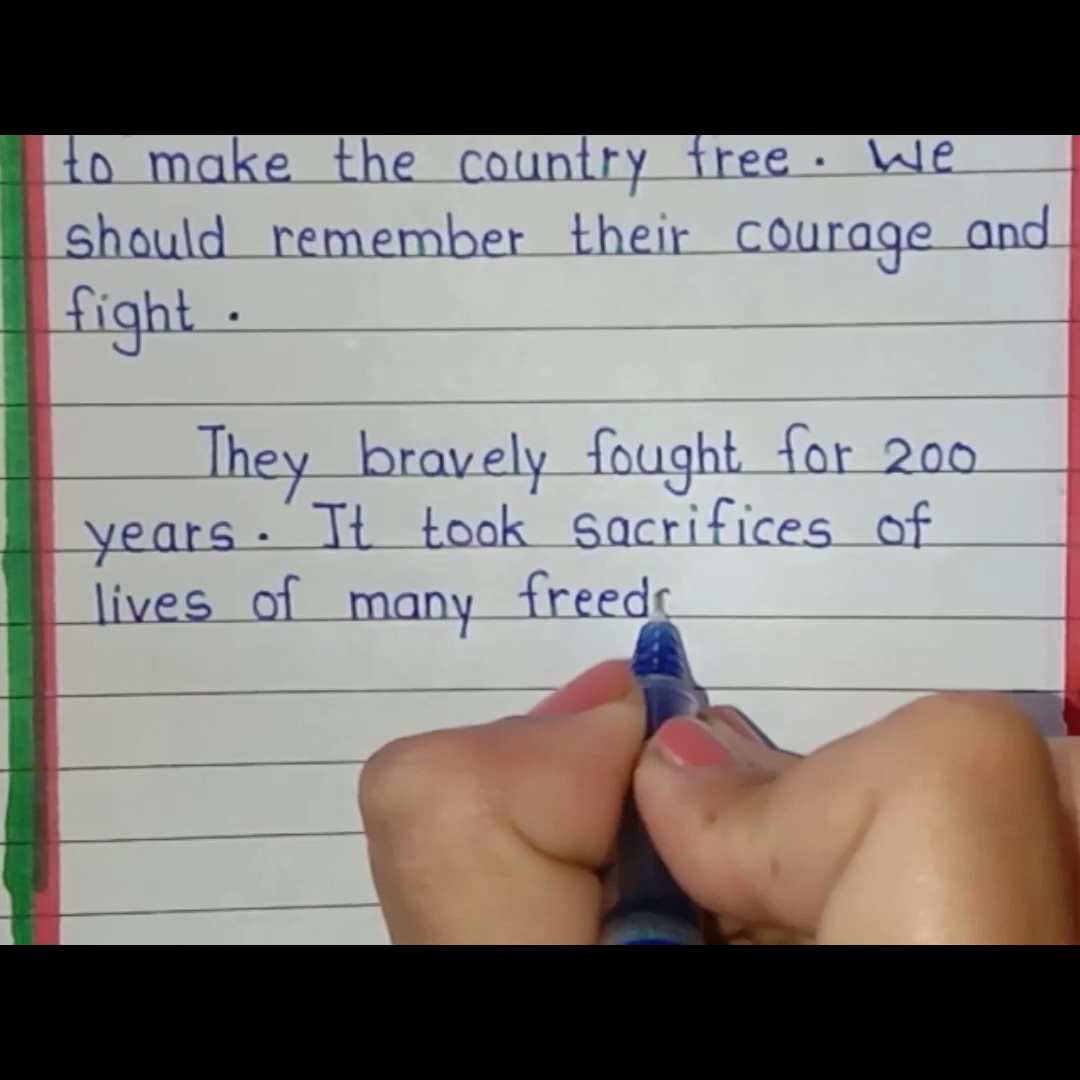 to make the country free. We
should remember their courage and
fight.
They bravely fought for 200
years. It took sacrifices of
lives of many freed